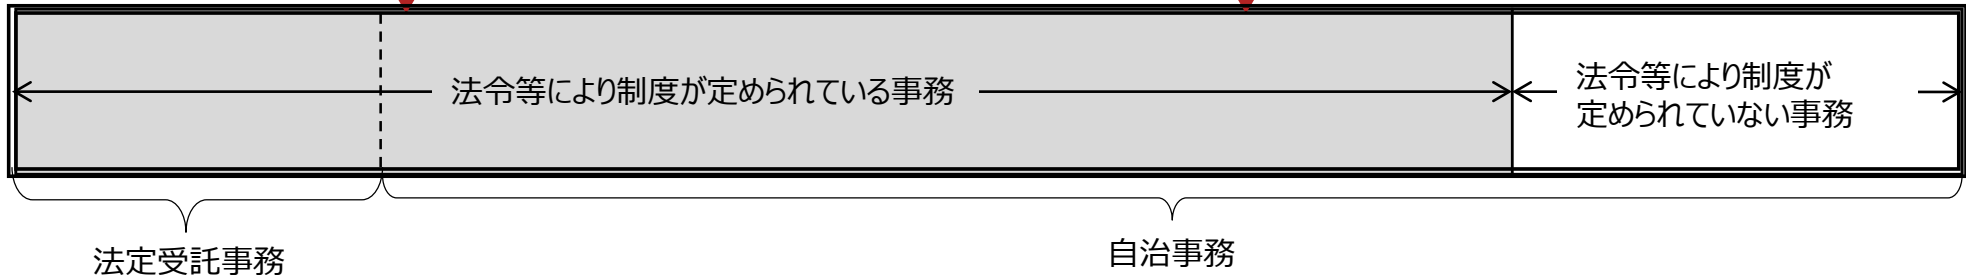 法令等により制度が定められている事務
法令等により制度が
定められていない事務
法定受託事務
自治事務